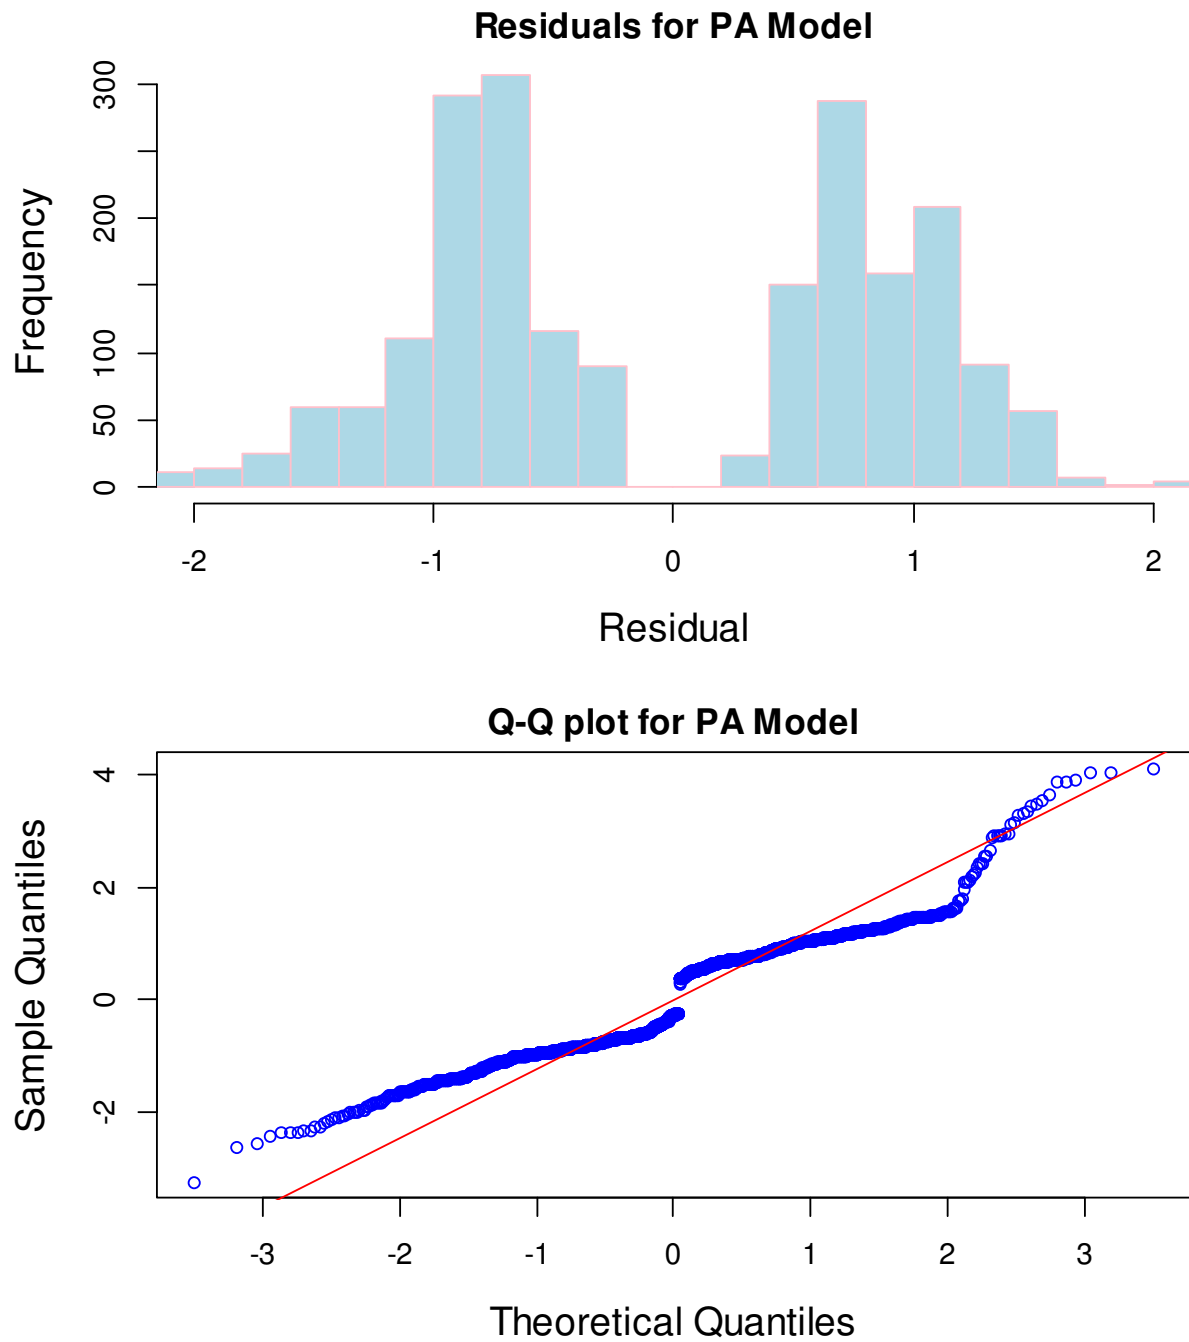 Residuals for PA Model
Frequency
300
200
100
50
0
-2 -1 0 1 2
Residual
Q-Q plot for PA Model
Sample Quantiles
4
2
0
-2
-3 -2 -1 0 1 2 3
Theoretical Quantiles